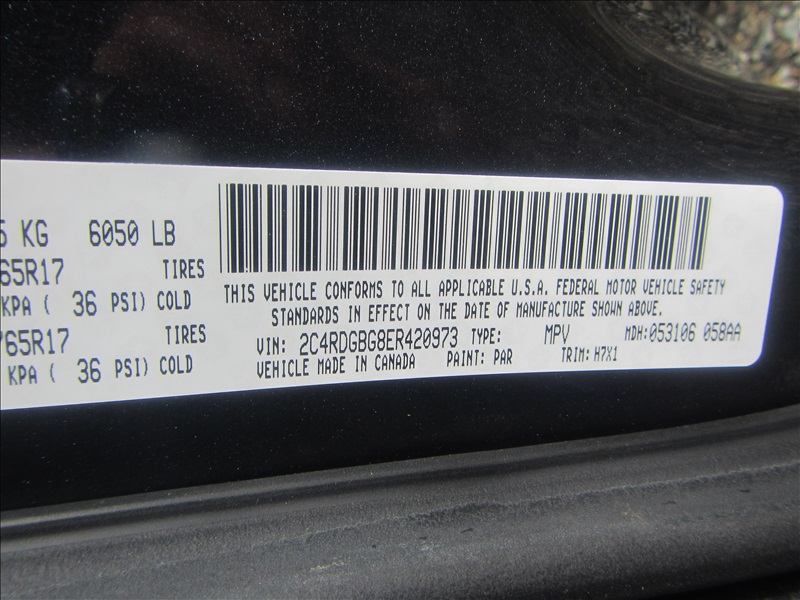 KG 6050 LB
65R17 TIRES
KPA ( 36 PSI) COLD
65R17 TIRES
KPA ( 36 PSI) COLD
THIS VEHICLE CONFORMS TO ALL APPLICABLE U.S.A. FEDERAL MOTOR VEHICLE SAFETY
STANDARDS IN EFFECT ON THE DATE OF MANUFACTURE SHOWN ABOVE.
VIN: 2C4RDGBG8ER420973 TYPE: MPV MDH:053106 058AA
VEHICLE MADE IN CANADA PAINT: PAR TRIM: H7X1